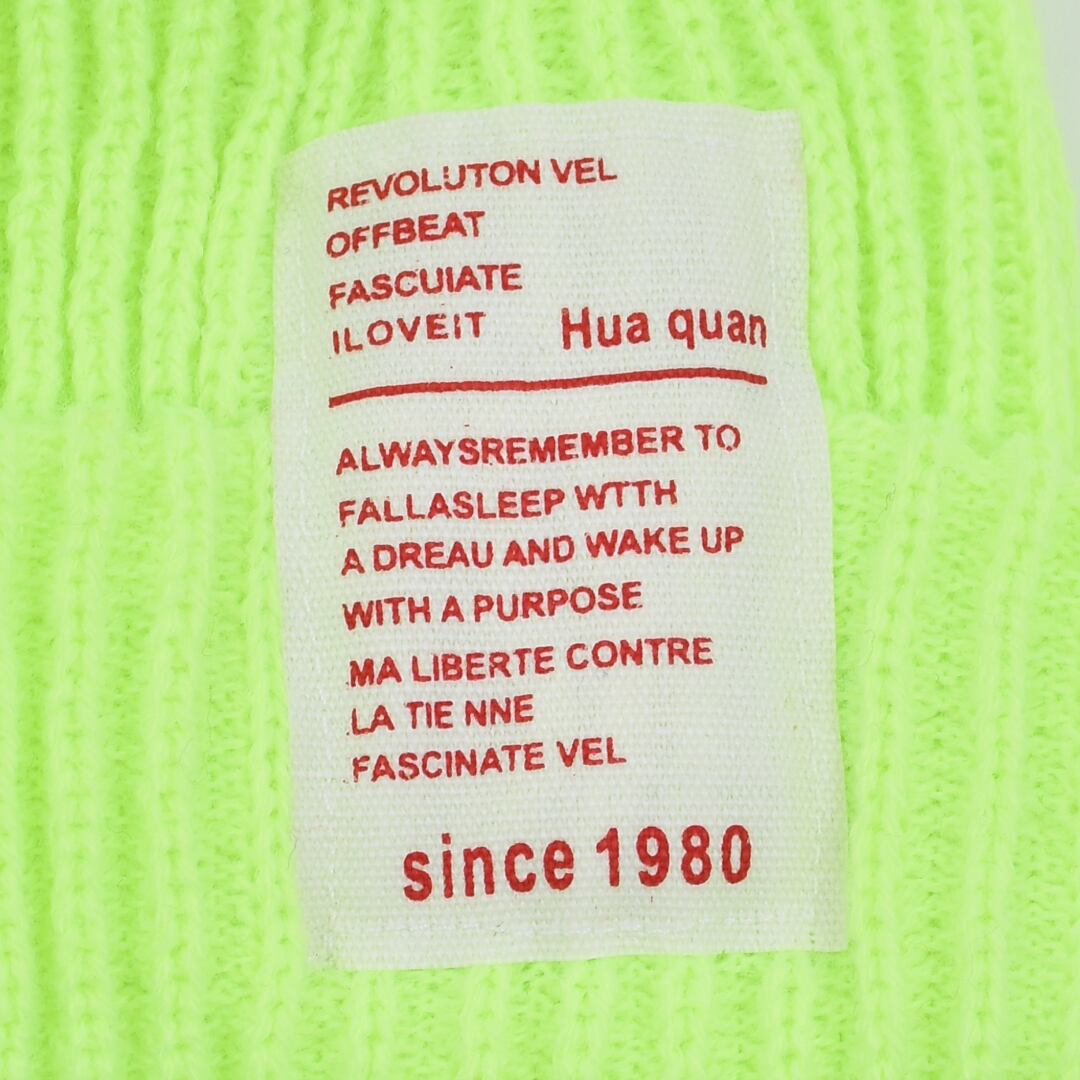 REVOLUTON VEL
OFFBEAT
FASCUIATE
ILOVEIT Hua quan
ALWAYSREMEMBER TO
FALLASLEEP WTTH
A DREAU AND WAKE UP
WITH A PURPOSE
MA LIBERTE CONTRE
LA TIE NNE
FASCINATE VEL
since 1980